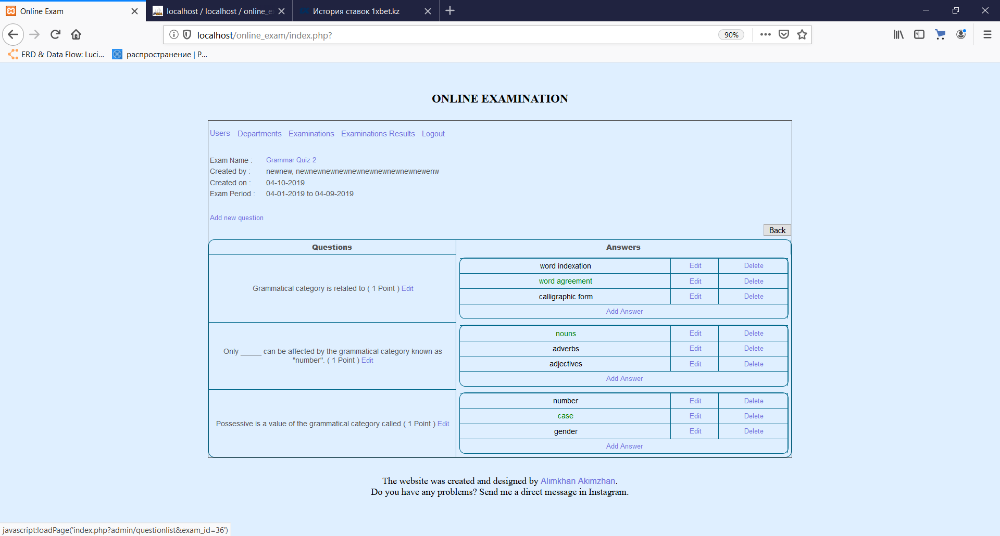 Online Exam
localhost / localhost / online_e
История ставок 1xbet.kz
localhost/online_exam/index.php?
90%
ERD & Data Flow: Luci...
распространение | Р...
ONLINE EXAMINATION
Users Departments Examinations Examinations Results Logout
Exam Name : Grammar Quiz 2
Created by : newnew, newnewnewnewnewnewnewnewnewnewenw
Created on : 04-10-2019
Exam Period : 04-01-2019 to 04-09-2019
Add new question
Back
Questions Answers
Grammatical category is related to ( 1 Point ) Edit
word indexation Edit Delete
word agreement Edit Delete
calligraphic form Edit Delete
Add Answer
Only _____ can be affected by the grammatical category known as
"number". ( 1 Point ) Edit
nouns Edit Delete
adverbs Edit Delete
adjectives Edit Delete
Add Answer
Possessive is a value of the grammatical category called ( 1 Point ) Edit
number Edit Delete
case Edit Delete
gender Edit Delete
Add Answer
The website was created and designed by Alimkhan Akimzhan.
Do you have any problems? Send me a direct message in Instagram.
javascript:loadPage('index.php?admin/questionlist&exam_id=36')